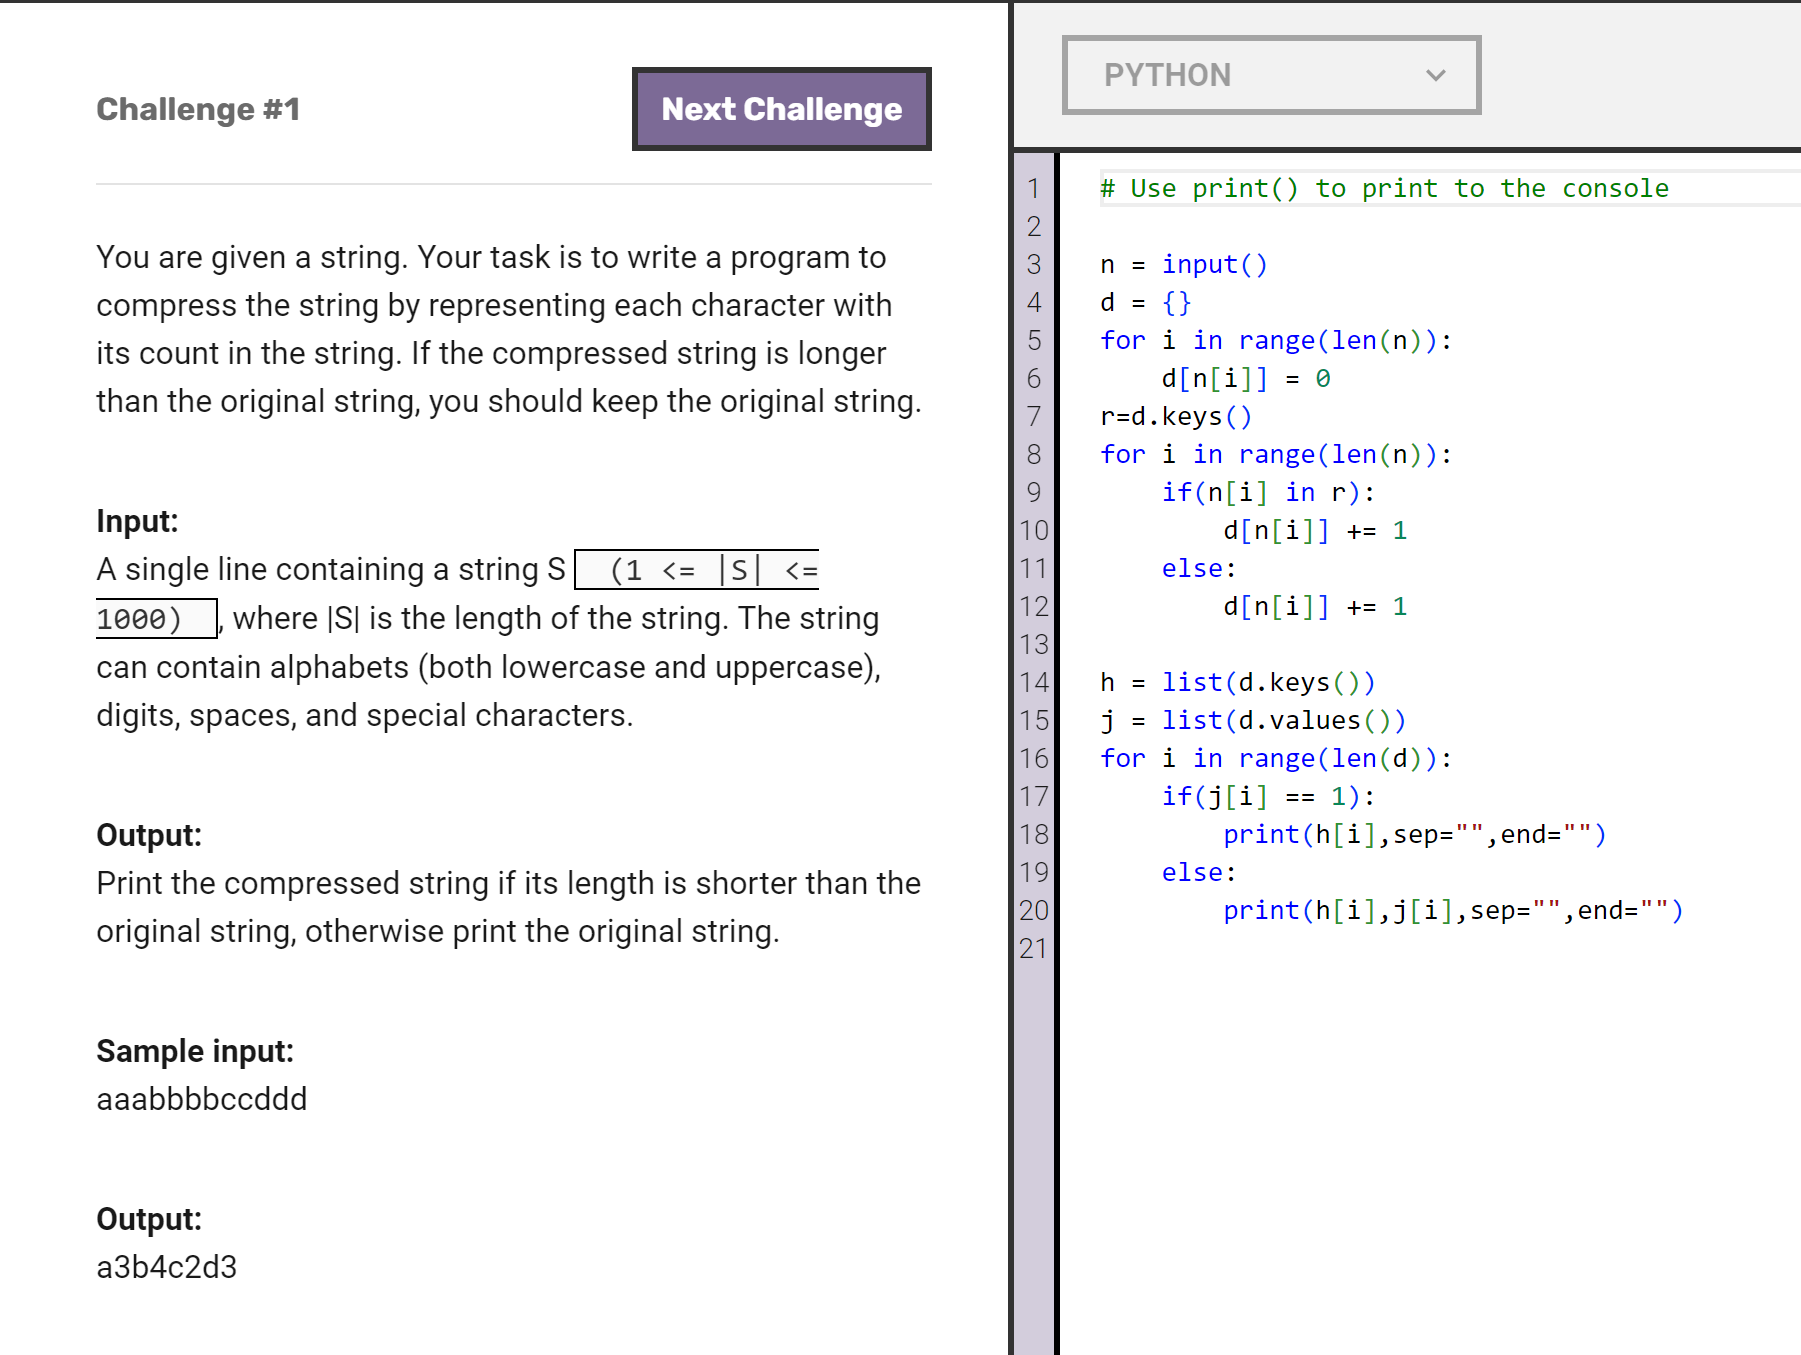 Challenge #1
Next Challenge
You are given a string. Your task is to write a program to
compress the string by representing each character with
its count in the string. If the compressed string is longer
than the original string, you should keep the original string.
Input:
A single line containing a string S (1 <= |S| <=
1000) , where |S| is the length of the string. The string
can contain alphabets (both lowercase and uppercase),
digits, spaces, and special characters.
Output:
Print the compressed string if its length is shorter than the
original string, otherwise print the original string.
Sample input:
aaabbbbccddd
Output:
a3b4c2d3
PYTHON
1 # Use print() to print to the console
2
3 n = input()
4 d = {}
5 for i in range(len(n)):
6     d[n[i]] = 0
7 r=d.keys()
8 for i in range(len(n)):
9     if(n[i] in r):
10         d[n[i]] += 1
11     else:
12         d[n[i]] += 1
13
14 h = list(d.keys())
15 j = list(d.values())
16 for i in range(len(d)):
17     if(j[i] == 1):
18         print(h[i],sep="",end="")
19     else:
20         print(h[i],j[i],sep="",end="")
21